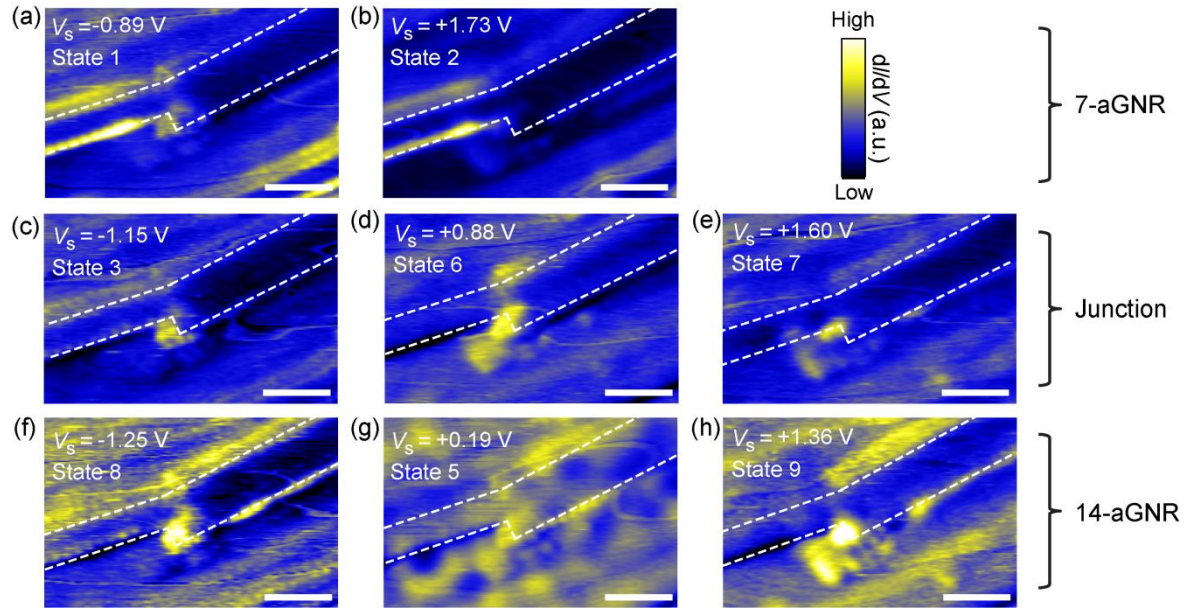 (a)
Vs =-0.89 V
State 1
(b)
Vs =+1.73 V
State 2
High
dI/dV (a.u.)
Low
7-aGNR
(c)
Vs =-1.15 V
State 3
(d)
Vs =+0.88 V
State 6
(e)
Vs =+1.60 V
State 7
Junction
(f)
Vs =-1.25 V
State 8
(g)
Vs =+0.19 V
State 5
(h)
Vs =+1.36 V
State 9
14-aGNR